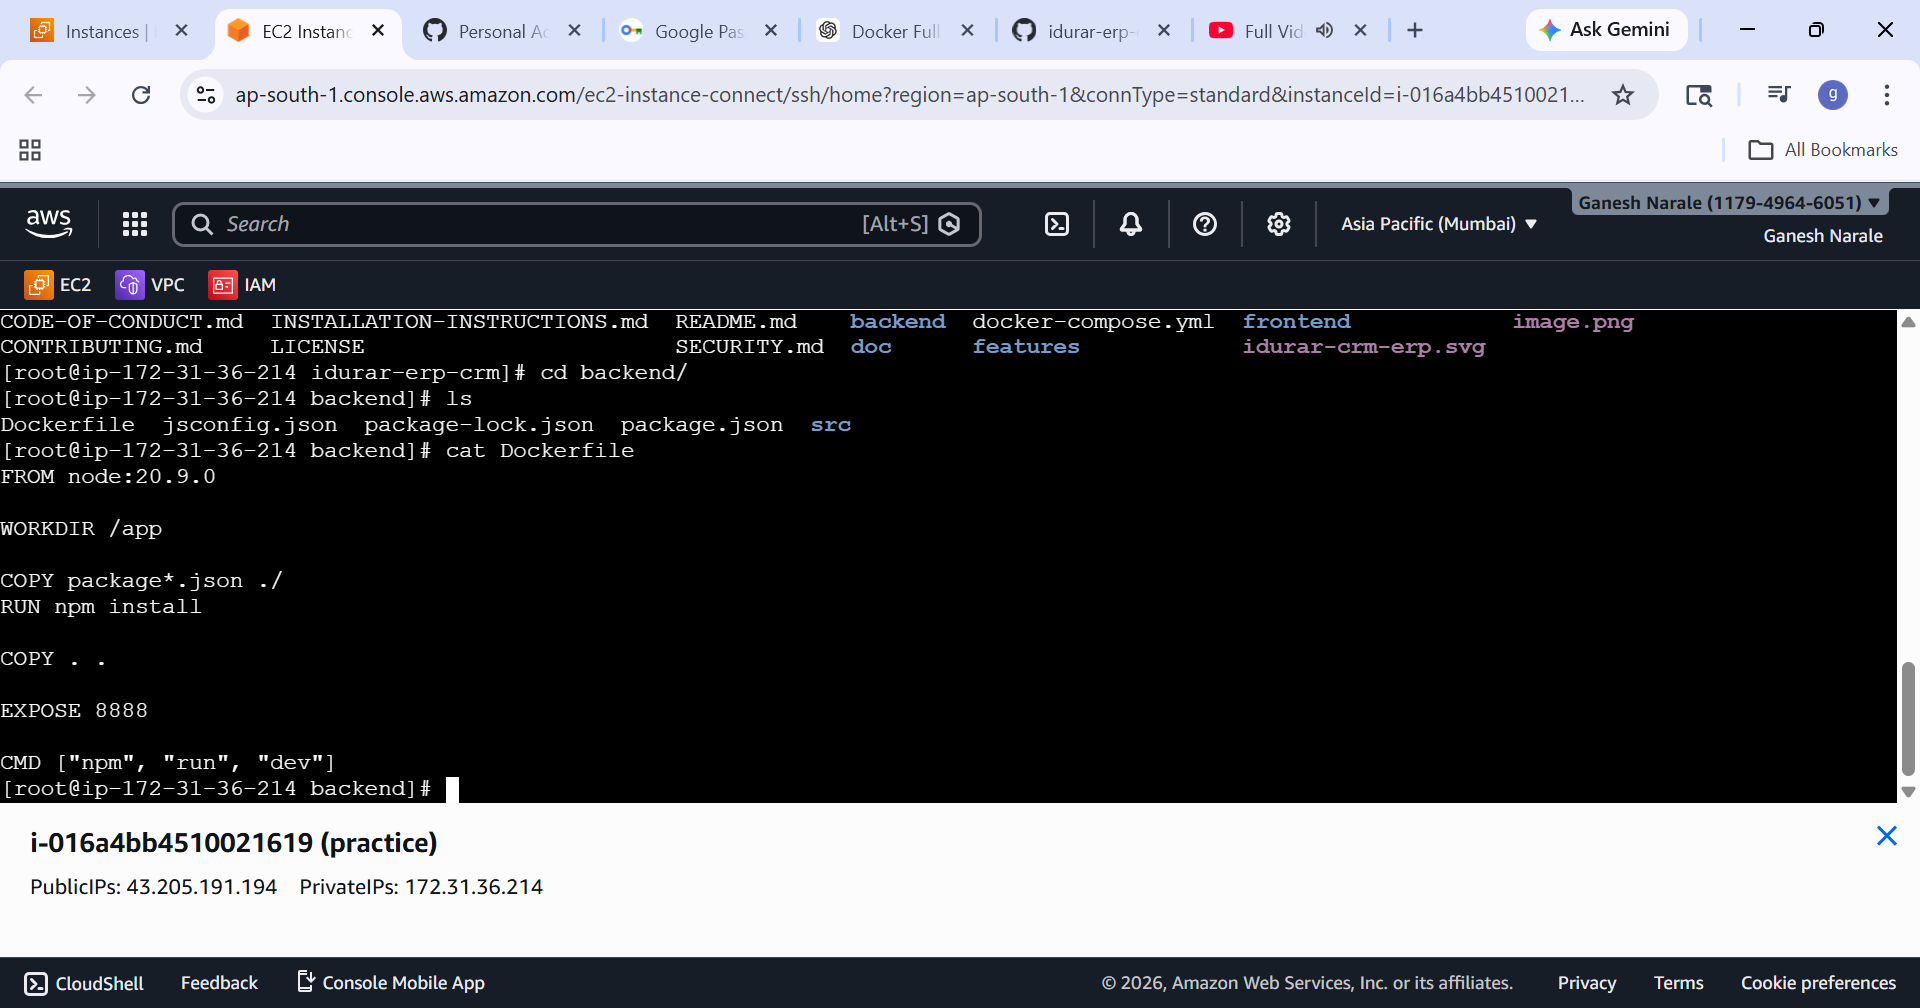 Instances |
EC2 Instanc
Personal Ac
Google Pas
Docker Full
idurar-erp-
Full Vid
Ask Gemini
ap-south-1.console.aws.amazon.com/ec2-instance-connect/ssh/home?region=ap-south-1&connType=standard&instanceId=i-016a4bb4510021...
g
All Bookmarks
aws
Search
[Alt+S]
Asia Pacific (Mumbai)
Ganesh Narale (1179-4964-6051)
Ganesh Narale
EC2 VPC IAM
CODE-OF-CONDUCT.md INSTALLATION-INSTRUCTIONS.md README.md backend docker-compose.yml frontend image.png
CONTRIBUTING.md LICENSE SECURITY.md doc features idurar-crm-erp.svg
[root@ip-172-31-36-214 idurar-erp-crm]# cd backend/
[root@ip-172-31-36-214 backend]# ls
Dockerfile jsconfig.json package-lock.json package.json src
[root@ip-172-31-36-214 backend]# cat Dockerfile
FROM node:20.9.0
WORKDIR /app
COPY package*.json ./
RUN npm install
COPY . .
EXPOSE 8888
CMD ["npm", "run", "dev"]
[root@ip-172-31-36-214 backend]#
i-016a4bb4510021619 (practice)
PublicIPs: 43.205.191.194 PrivateIPs: 172.31.36.214
CloudShell Feedback Console Mobile App © 2026, Amazon Web Services, Inc. or its affiliates. Privacy Terms Cookie preferences